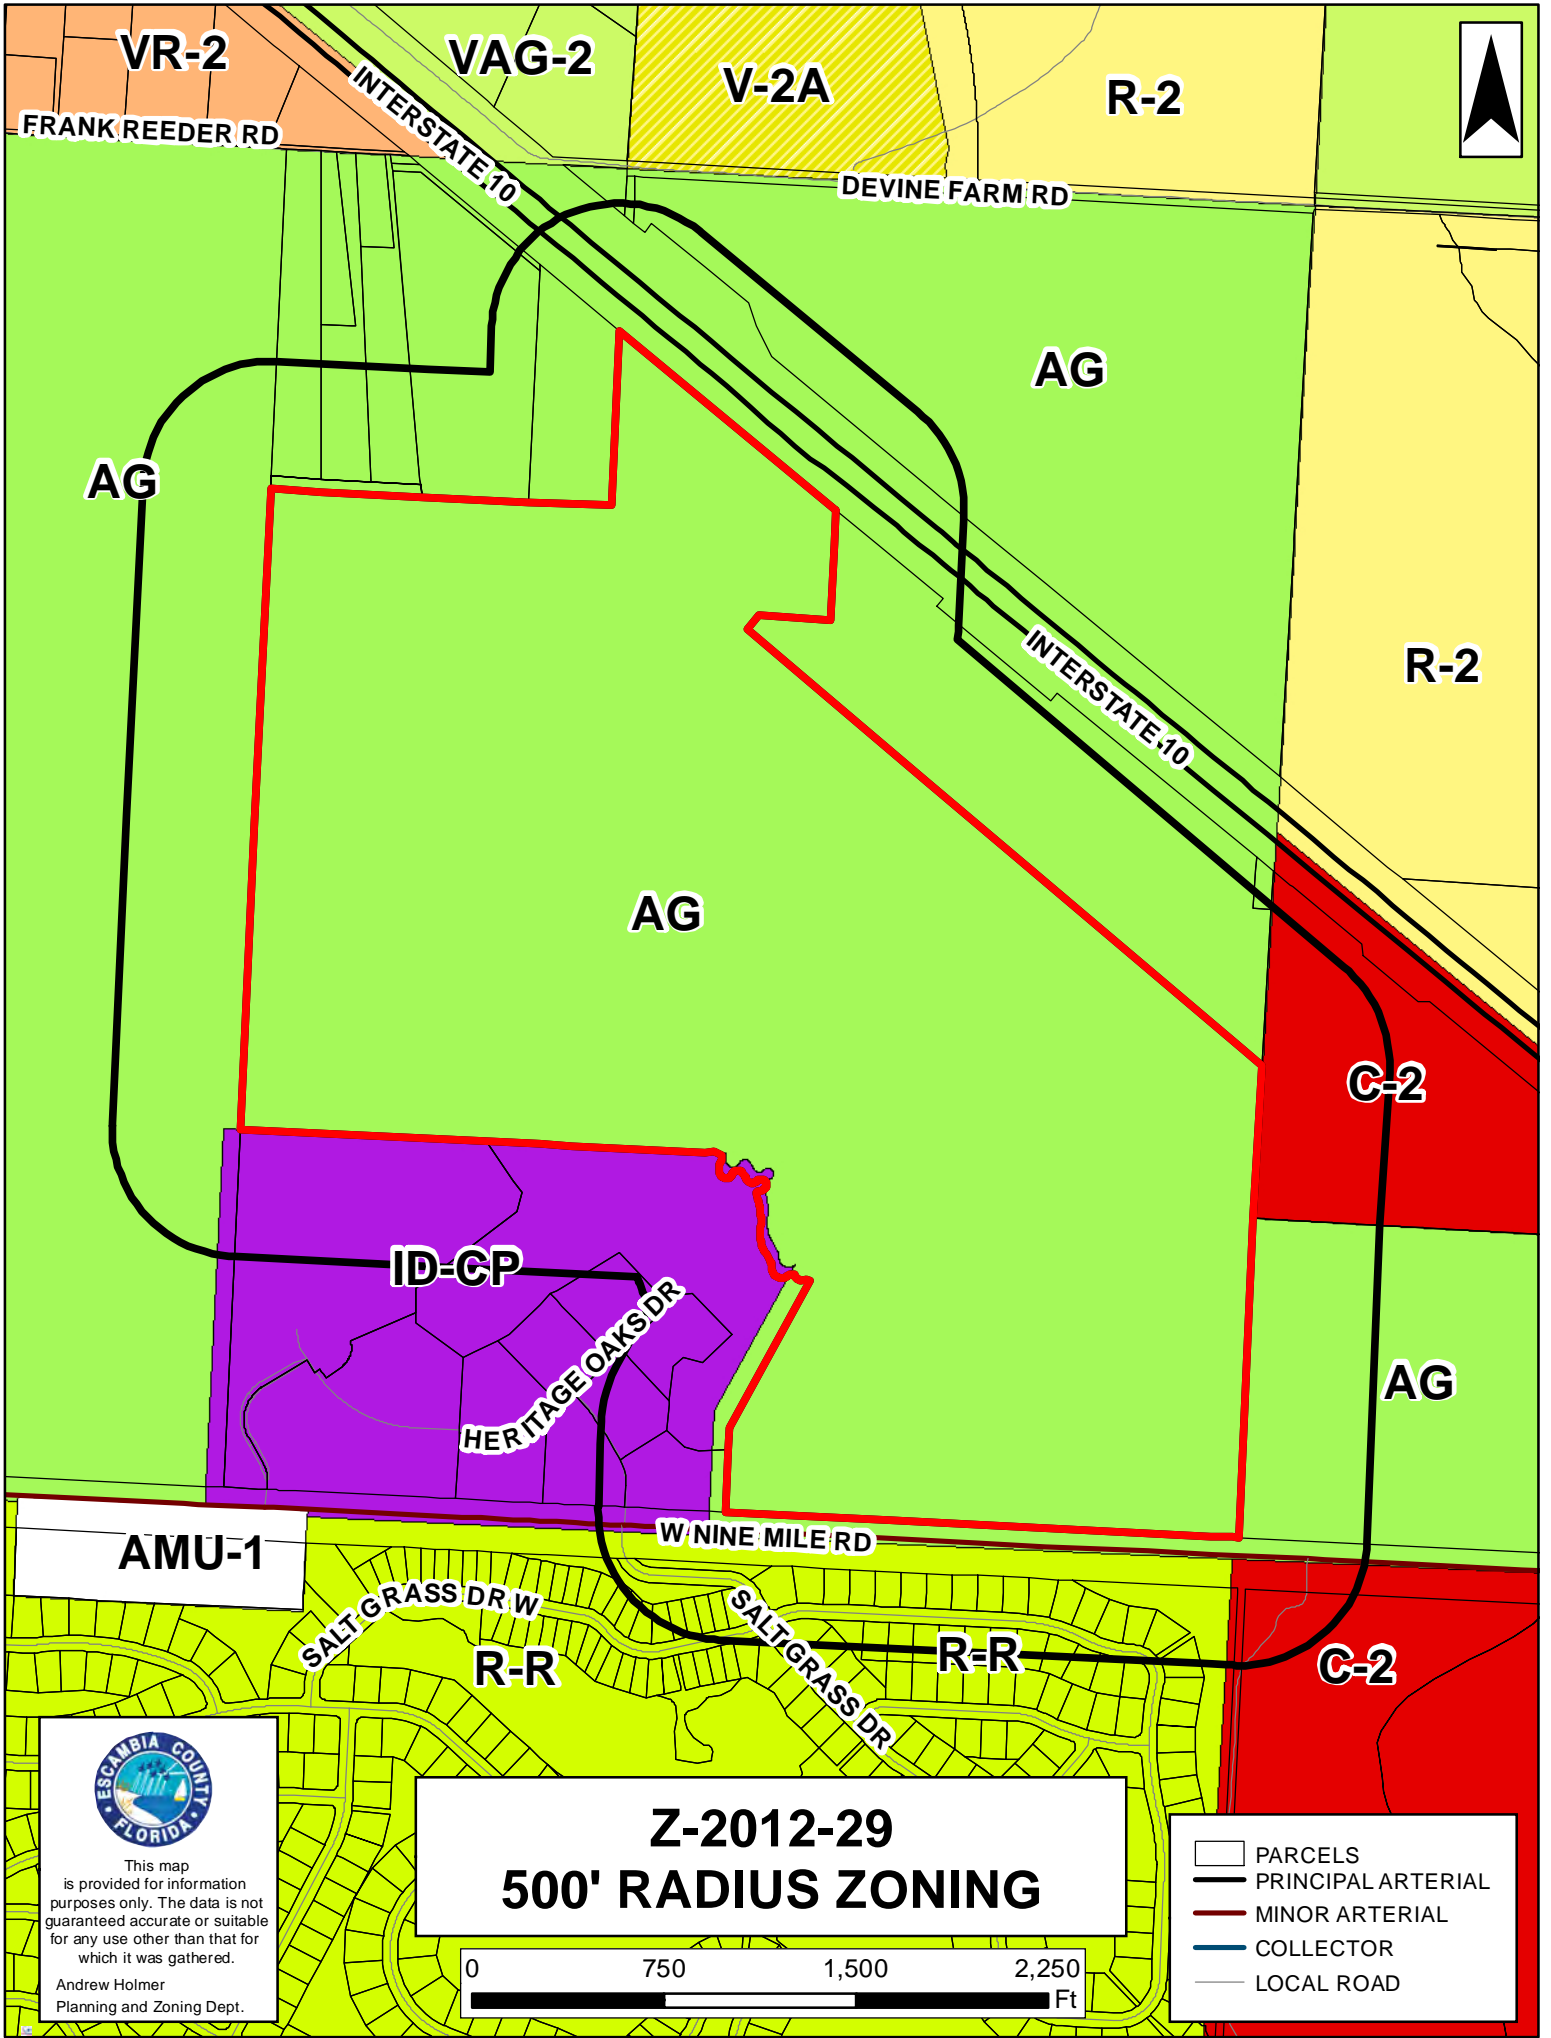 VR-2
VAG-2
V-2A
R-2
FRANK REEDER RD
INTERSTATE 10
DEVINE FARM RD
AG
AG
R-2
INTERSTATE 10
AG
C-2
ID-CP
HERITAGE OAKS DR
AG
W NINE MILE RD
AMU-1
SALT GRASS DR W
SALT GRASS DR
R-R
R-R
C-2
ESCAMBIA COUNTY
FLORIDA
This map
is provided for information
purposes only. The data is not
guaranteed accurate or suitable
for any use other than that for
which it was gathered.
Andrew Holmer
Planning and Zoning Dept.
Z-2012-29
500' RADIUS ZONING
0 750 1,500 2,250
Ft
PARCELS
PRINCIPAL ARTERIAL
MINOR ARTERIAL
COLLECTOR
LOCAL ROAD